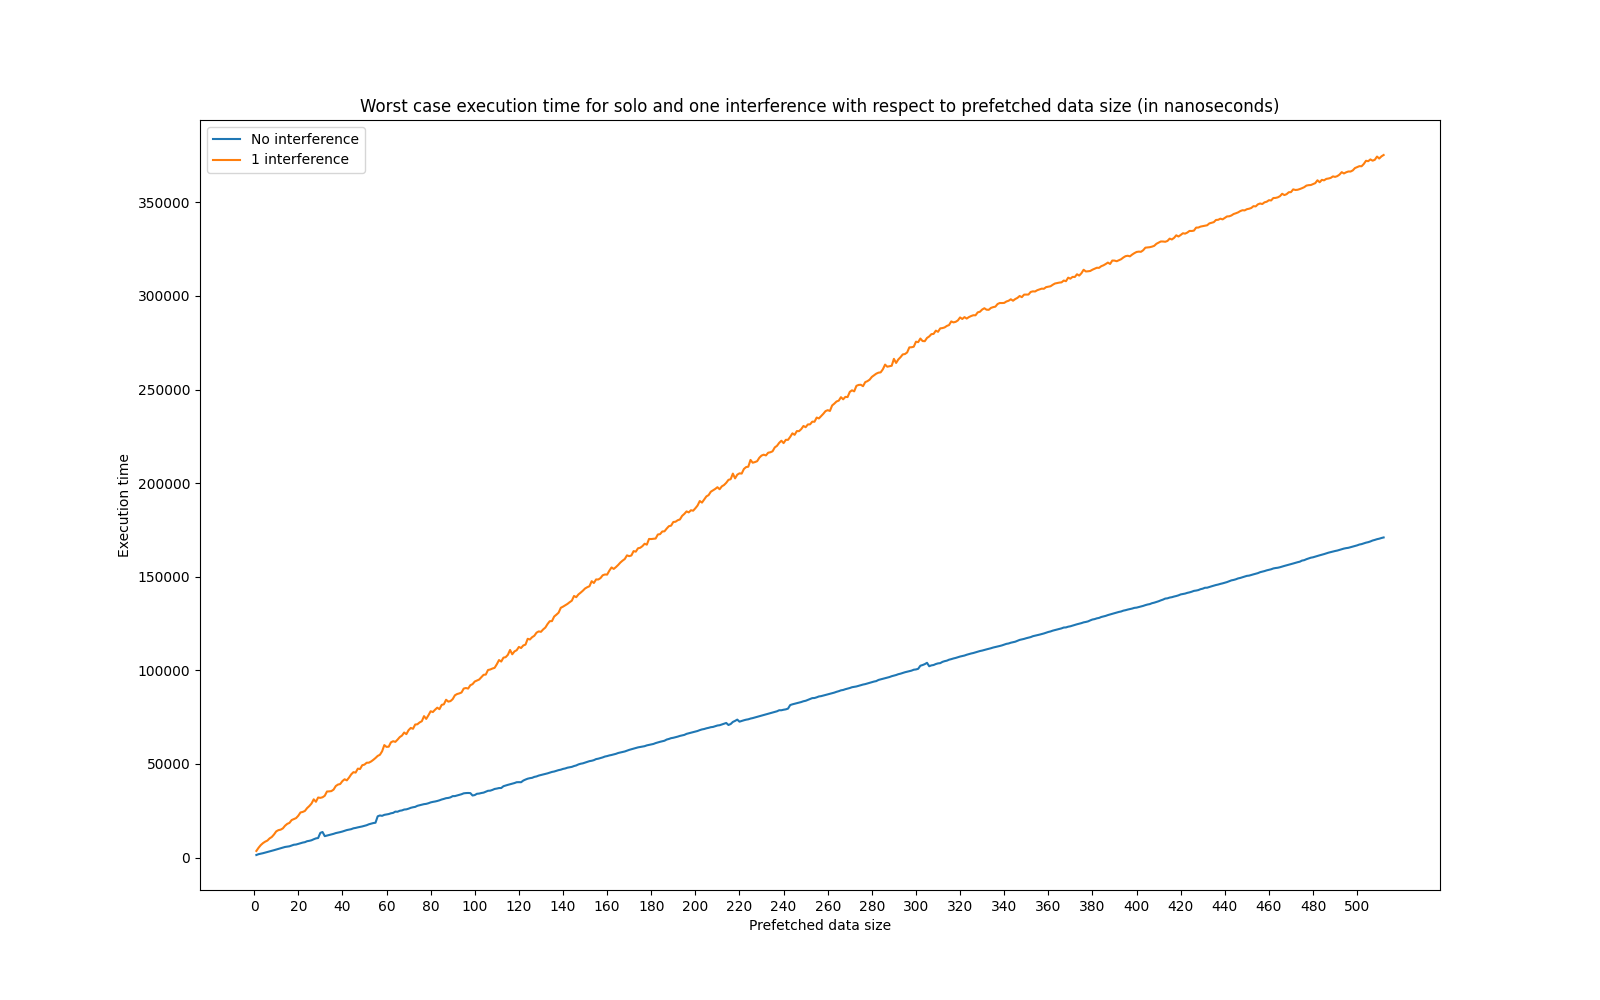 Worst case execution time for solo and one interference with respect to prefetched data size (in nanoseconds)
No interference
1 interference
350000
300000
250000
200000
150000
100000
50000
0
Execution time
0 20 40 60 80 100 120 140 160 180 200 220 240 260 280 300 320 340 360 380 400 420 440 460 480 500
Prefetched data size